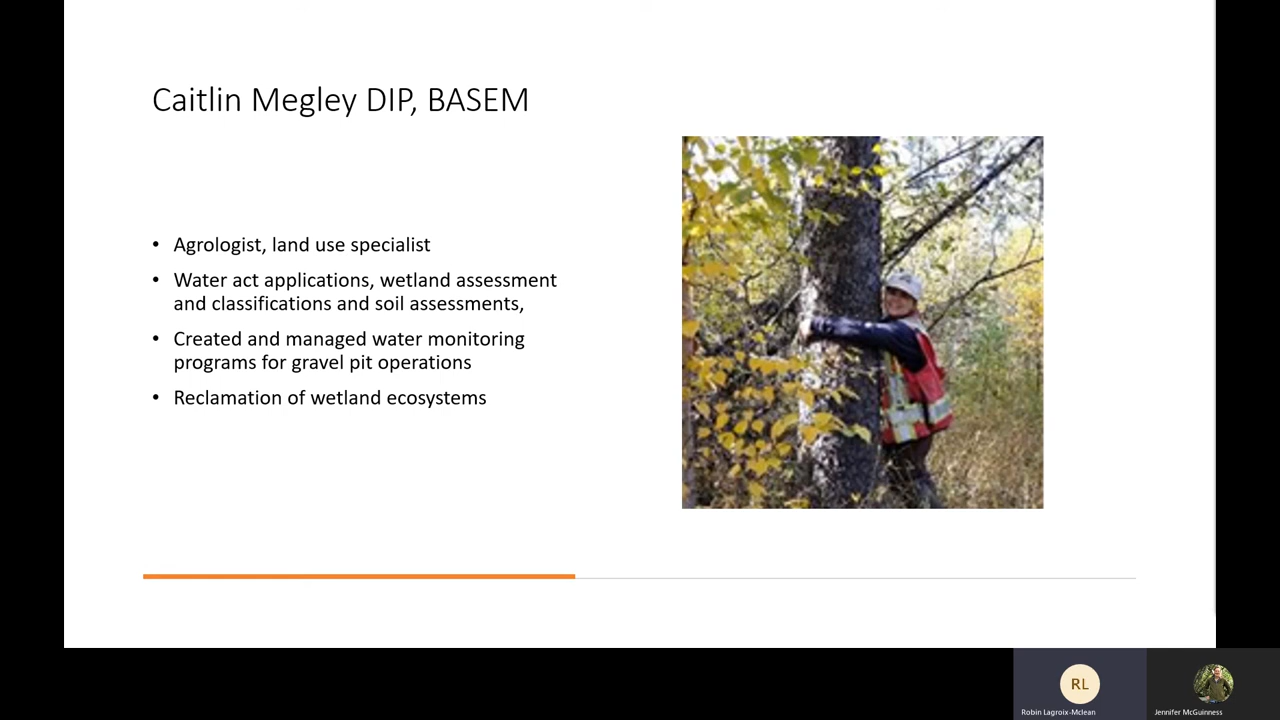 Caitlin Megley DIP, BASEM
• Agrologist, land use specialist
• Water act applications, wetland assessment
and classifications and soil assessments,
• Created and managed water monitoring
programs for gravel pit operations
• Reclamation of wetland ecosystems
RL
Robin Lagroix-Mclean
Jennifer McGuinness